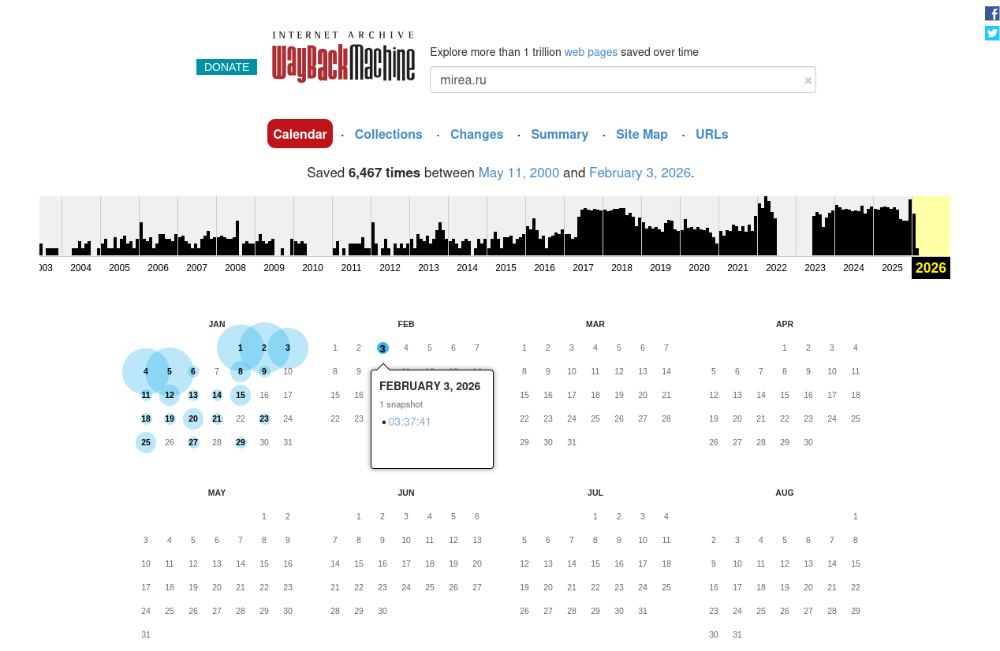 INTERNET ARCHIVE
WayBackMachine
DONATE
Explore more than 1 trillion web pages saved over time
mirea.ru ×
Calendar · Collections · Changes · Summary · Site Map · URLs
Saved 6,467 times between May 11, 2000 and February 3, 2026.
003 2004 2005 2006 2007 2008 2009 2010 2011 2012 2013 2014 2015 2016 2017 2018 2019 2020 2021 2022 2023 2024 2025 2026
JAN
1 2 3
4 5 6 7 8 9 10
11 12 13 14 15 16 17
18 19 20 21 22 23 24
25 26 27 28 29 30 31
FEB
1 2 3 4 5 6 7
8 9
15 16
22 23
FEBRUARY 3, 2026
1 snapshot
• 03:37:41
MAR
1 2 3 4 5 6 7
8 9 10 11 12 13 14
15 16 17 18 19 20 21
22 23 24 25 26 27 28
29 30 31
APR
1 2 3 4
5 6 7 8 9 10 11
12 13 14 15 16 17 18
19 20 21 22 23 24 25
26 27 28 29 30
MAY
1 2
3 4 5 6 7 8 9
10 11 12 13 14 15 16
17 18 19 20 21 22 23
24 25 26 27 28 29 30
31
JUN
1 2 3 4 5 6
7 8 9 10 11 12 13
14 15 16 17 18 19 20
21 22 23 24 25 26 27
28 29 30
JUL
1 2 3 4
5 6 7 8 9 10 11
12 13 14 15 16 17 18
19 20 21 22 23 24 25
26 27 28 29 30 31
AUG
1
2 3 4 5 6 7 8
9 10 11 12 13 14 15
16 17 18 19 20 21 22
23 24 25 26 27 28 29
30 31